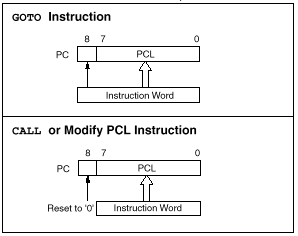 GOTO Instruction
8 7 0
PC PCL
Instruction Word
CALL or Modify PCL Instruction
8 7 0
PC PCL
Reset to '0' Instruction Word